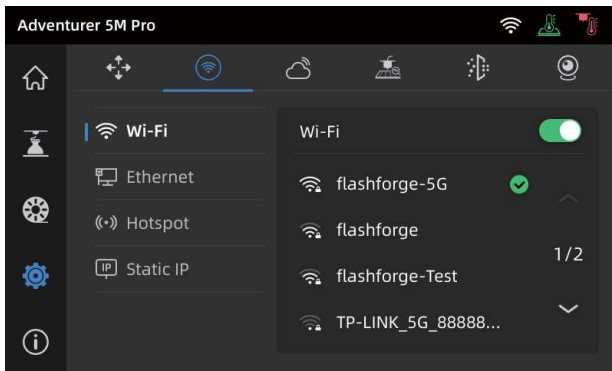 Adventurer 5M Pro
Wi-Fi
Ethernet
Hotspot
IP Static IP
Wi-Fi
flashforge-5G
flashforge
flashforge-Test
TP-LINK_5G_88888...
1/2